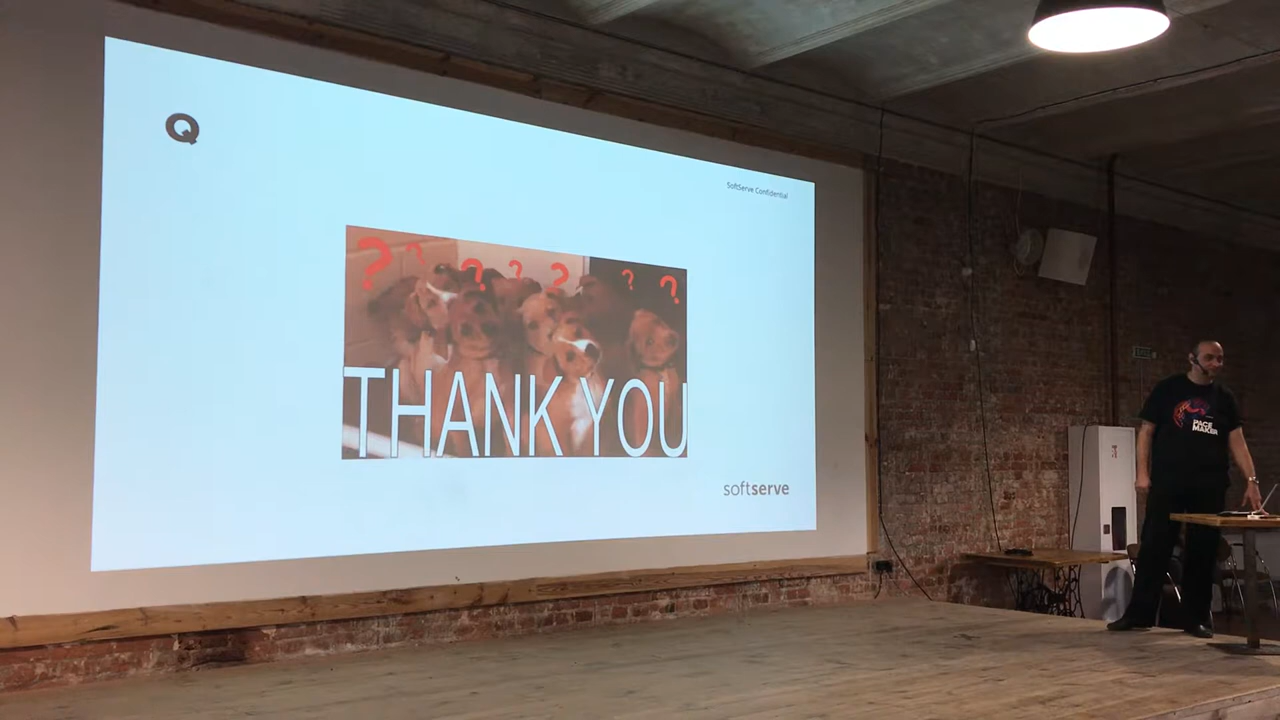 Q
SoftServe Confidential
? ? ? ? ? ? ?
THANK YOU
softserve
PACE
MAKER